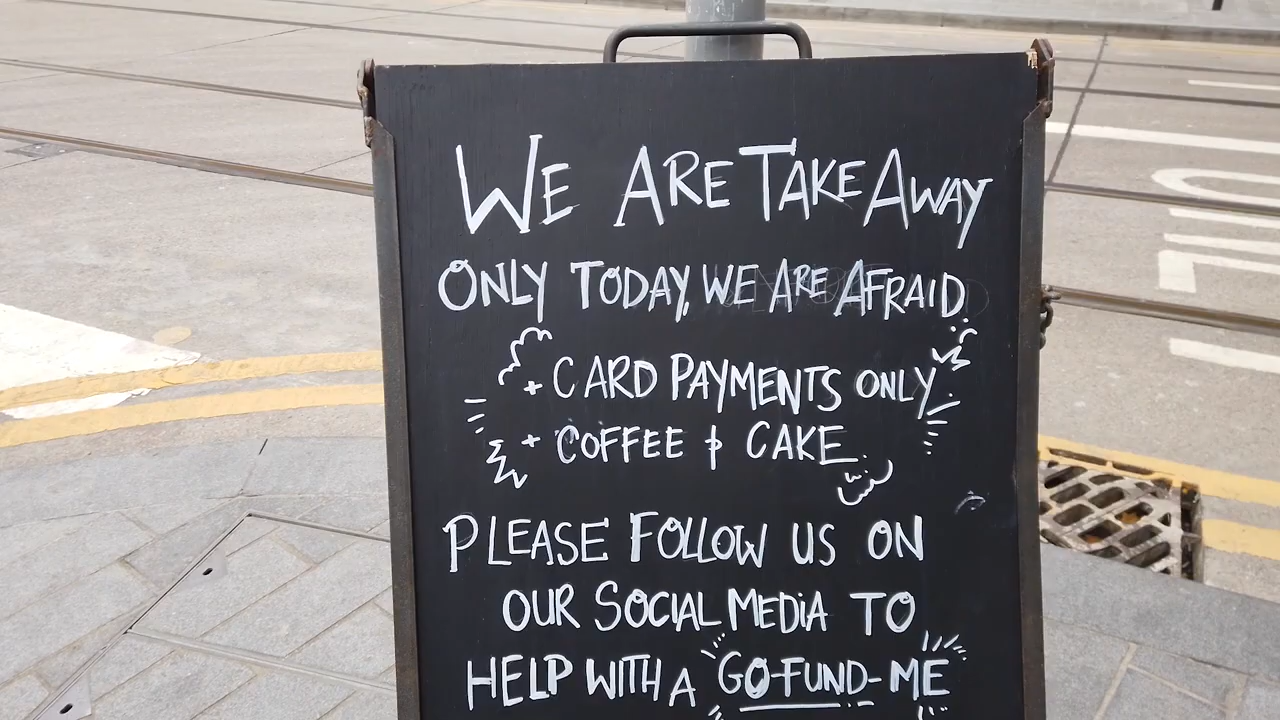 WE ARE TAKE AWAY
ONLY TODAY, WE ARE AFRAID.
+ CARD PAYMENTS ONLY
+ COFFEE & CAKE
PLEASE FOLLOW US ON
OUR SOCIAL MEDIA TO
HELP WITH A GO-FUND-ME